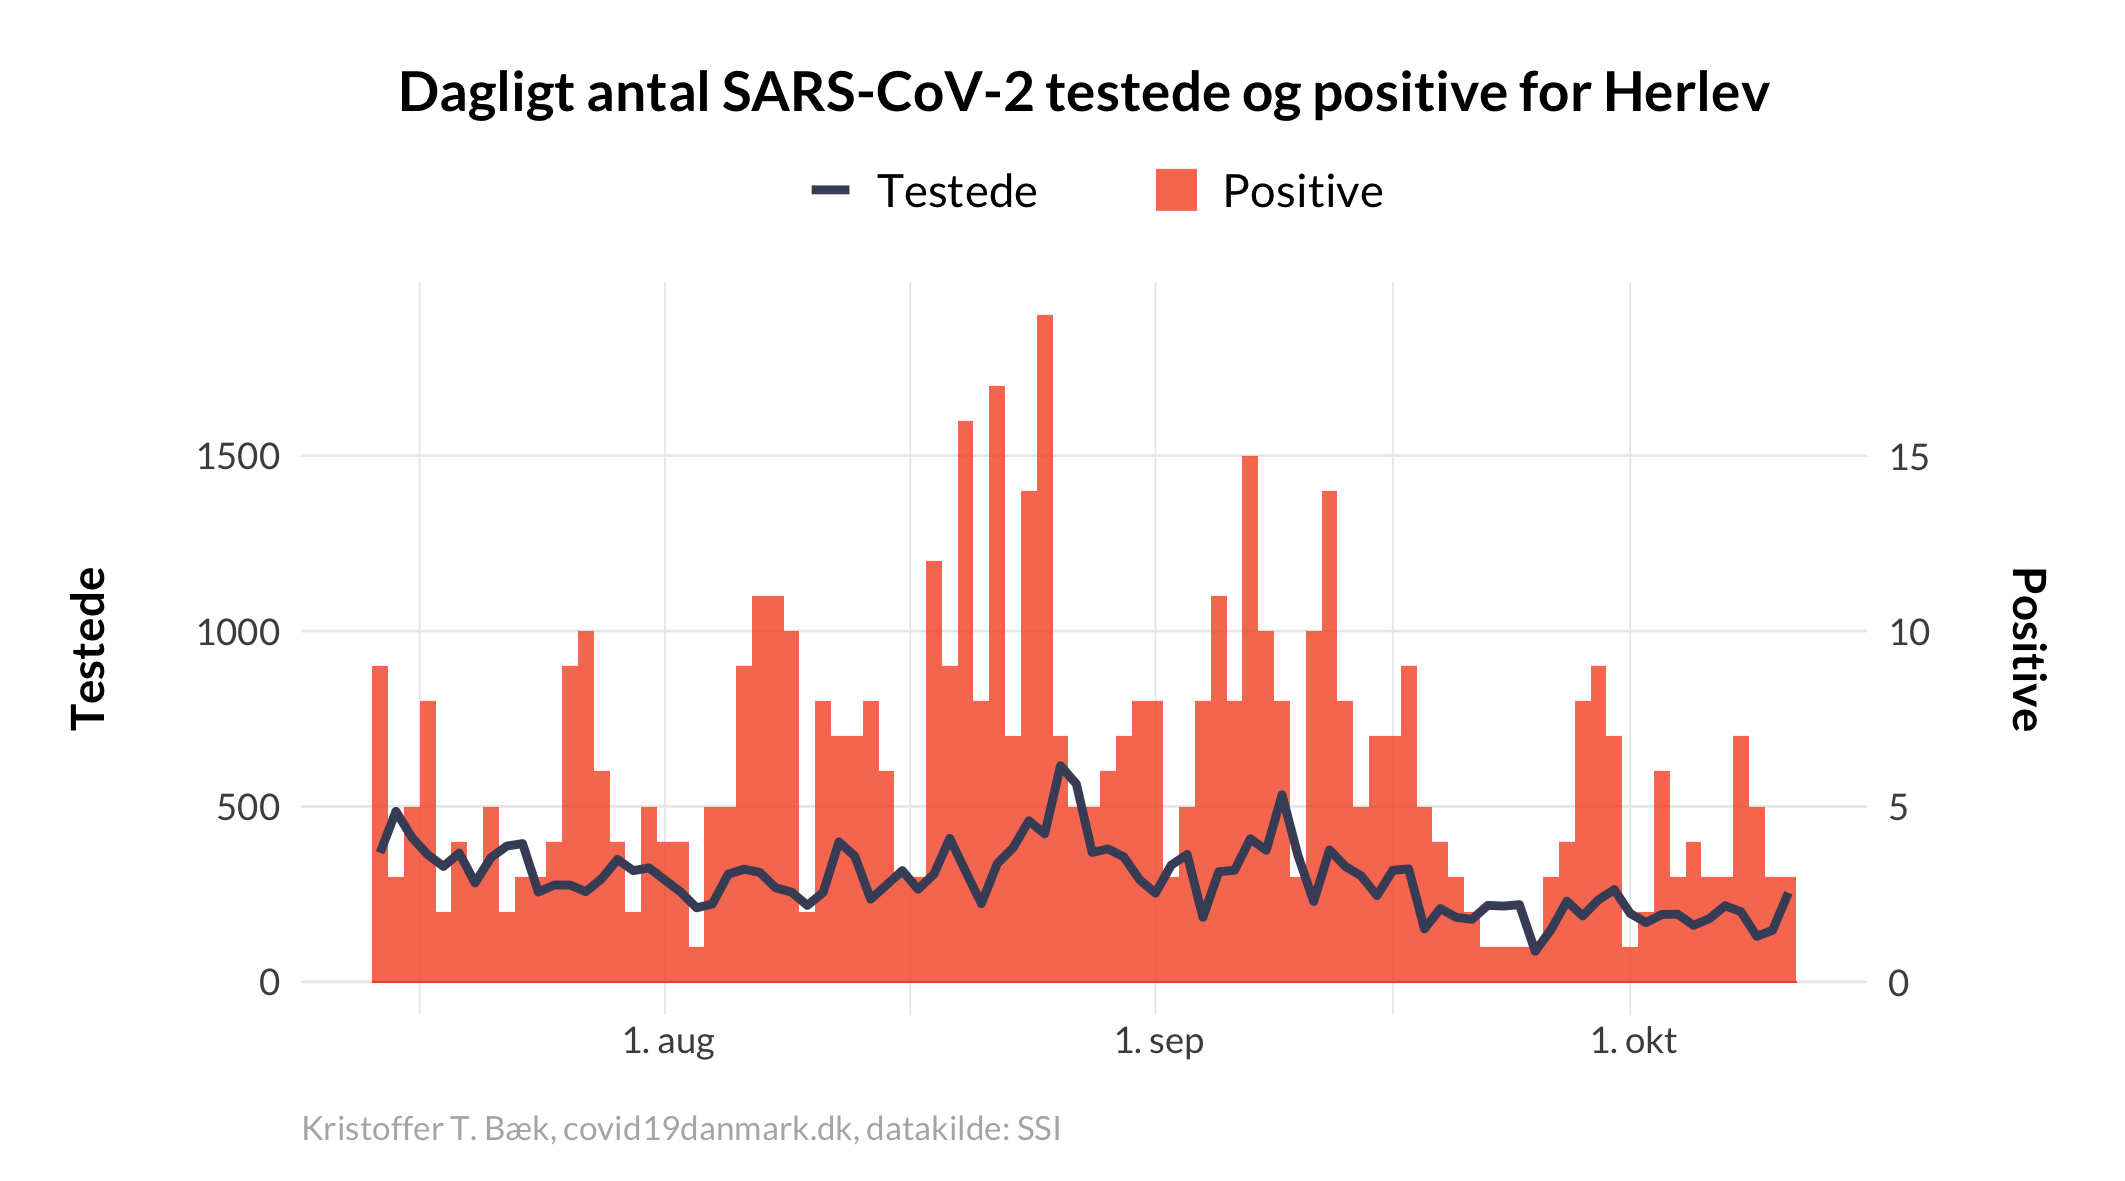 Dagligt antal SARS-CoV-2 testede og positive for Herlev
Testede
Positive
Testede
1500
1000
500
0
15
10
5
0
Positive
1. aug
1. sep
1. okt
Kristoffer T. Bæk, covid19danmark.dk, datakilde: SSI